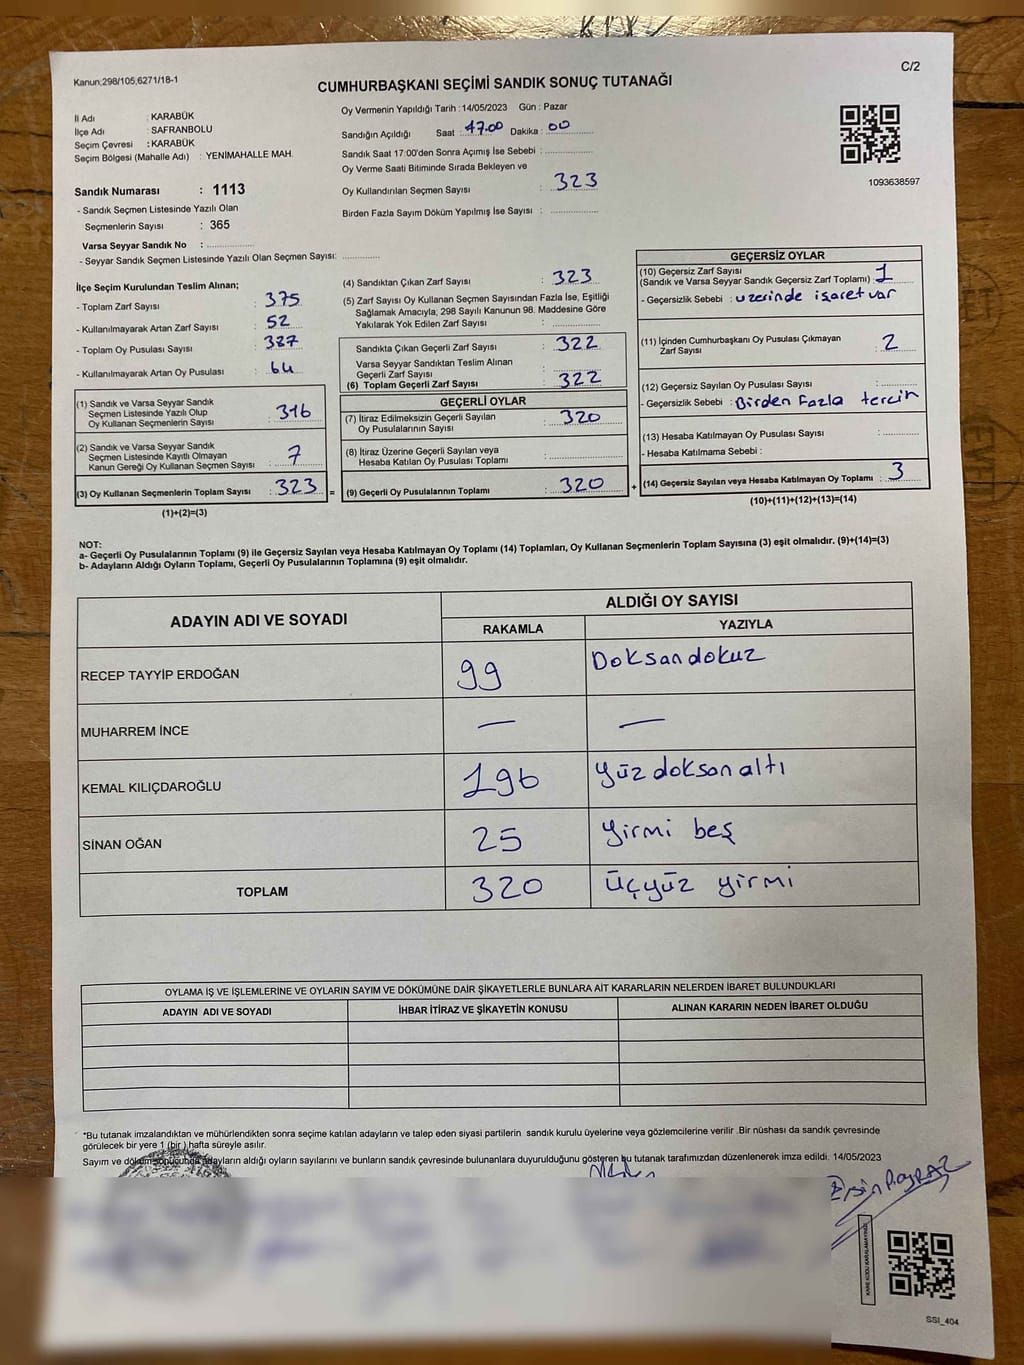 Kanun:298/105,6271/18-1
C/2
CUMHURBAŞKANI SEÇİMİ SANDIK SONUÇ TUTANAĞI
İl Adı : KARABÜK
İlçe Adı : SAFRANBOLU
Seçim Çevresi : KARABÜK
Seçim Bölgesi (Mahalle Adı) : YENİMAHALLE MAH.
Sandık Numarası : 1113
- Sandık Seçmen Listesinde Yazılı Olan
Seçmenlerin Sayısı : 365
Varsa Seyyar Sandık No :
- Seyyar Sandık Seçmen Listesinde Yazılı Olan Seçmen Sayısı:
Oy Vermenin Yapıldığı Tarih : 14/05/2023 Gün : Pazar
Sandığın Açıldığı Saat : 17.00 Dakika : 00
Sandık Saat 17:00'den Sonra Açımış İse Sebebi :
Oy Verme Saati Bitiminde Sırada Bekleyen ve
Oy Kullandırılan Seçmen Sayısı : 323
Birden Fazla Sayım Döküm Yapılmış İse Sayısı :
1093638597
İlçe Seçim Kurulundan Teslim Alınan;
- Toplam Zarf Sayısı : 375
- Kullanılmayarak Artan Zarf Sayısı : 52
- Toplam Oy Pusulası Sayısı : 387
- Kullanılmayarak Artan Oy Pusulası : 64
(1) Sandık ve Varsa Seyyar Sandık
Seçmen Listesinde Yazılı Olup
Oy Kullanan Seçmenlerin Sayısı : 316
(2) Sandık ve Varsa Seyyar Sandık
Seçmen Listesinde Kayıtlı Olmayan
Kanun Gereği Oy Kullanan Seçmen Sayısı : 7
(3) Oy Kullanan Seçmenlerin Toplam Sayısı : 323 =
(1)+(2)=(3)
(4) Sandıktan Çıkan Zarf Sayısı : 323
(5) Zarf Sayısı Oy Kullanan Seçmen Sayısından Fazla İse, Eşitliği
Sağlamak Amacıyla; 298 Sayılı Kanunun 98. Maddesine Göre
Yakılarak Yok Edilen Zarf Sayısı :
Sandıkta Çıkan Geçerli Zarf Sayısı : 322
Varsa Seyyar Sandıktan Teslim Alınan
Geçerli Zarf Sayısı :
(6) Toplam Geçerli Zarf Sayısı : 322
GEÇERLİ OYLAR
(7) İtiraz Edilmeksizin Geçerli Sayılan
Oy Pusulalarının Sayısı : 320
(8) İtiraz Üzerine Geçerli Sayılan veya
Hesaba Katılan Oy Pusulası Toplamı :
(9) Geçerli Oy Pusulalarının Toplamı : 320 +
GEÇERSİZ OYLAR
(10) Geçersiz Zarf Sayısı
(Sandık ve Varsa Seyyar Sandık Geçersiz Zarf Toplamı) : 1
- Geçersizlik Sebebi : üzerinde işaret var
(11) İçinden Cumhurbaşkanı Oy Pusulası Çıkmayan
Zarf Sayısı : 2
(12) Geçersiz Sayılan Oy Pusulası Sayısı :
- Geçersizlik Sebebi : Birden Fazla tercih
(13) Hesaba Katılmayan Oy Pusulası Sayısı :
- Hesaba Katılmama Sebebi :
(14) Geçersiz Sayılan veya Hesaba Katılmayan Oy Toplamı : 3
(10)+(11)+(12)+(13)=(14)
NOT:
a- Geçerli Oy Pusulalarının Toplamı (9) ile Geçersiz Sayılan veya Hesaba Katılmayan Oy Toplamı (14) Toplamları, Oy Kullanan Seçmenlerin Toplam Sayısına (3) eşit olmalıdır. (9)+(14)=(3)
b- Adayların Aldığı Oyların Toplamı, Geçerli Oy Pusulalarının Toplamına (9) eşit olmalıdır.
ADAYIN ADI VE SOYADI
ALDIĞI OY SAYISI
RAKAMLA YAZIYLA
RECEP TAYYİP ERDOĞAN 99 Doksandokuz
MUHARREM İNCE — —
KEMAL KILIÇDAROĞLU 196 yüzdoksanaltı
SİNAN OĞAN 25 yirmi beş
TOPLAM 320 üçyüz yirmi
OYLAMA İŞ VE İŞLEMLERİNE VE OYLARIN SAYIM VE DÖKÜMÜNE DAİR ŞİKAYETLERLE BUNLARA AİT KARARLARIN NELERDEN İBARET BULUNDUKLARI
ADAYIN ADI VE SOYADI İHBAR İTİRAZ VE ŞİKAYETİN KONUSU ALINAN KARARIN NEDEN İBARET OLDUĞU
*Bu tutanak imzalandıktan ve mühürlendikten sonra seçime katılan adayların ve talep eden siyasi partilerin sandık kurulu üyelerine veya gözlemcilerine verilir .Bir nüshası da sandık çevresinde
görülecek bir yere 1 (bir ) hafta süreyle asılır.
Sayım ve döküm sonucunda adayların aldığı oyların sayılarını ve bunların sandık çevresinde bulunanlara duyurulduğunu gösteren bu tutanak tarafımızdan düzenlenerek imza edildi. 14/05/2023
Ersin Poyraz
KARE KODU KARALAMAYINIZ
SSI_404